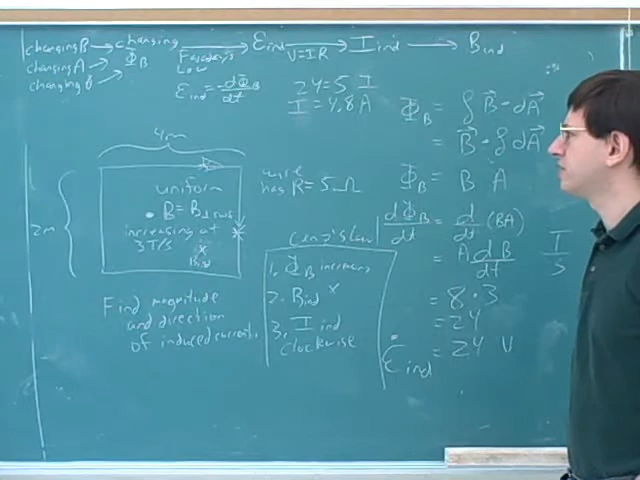 changing B → changing Φ_B → ε_ind → I_ind → B_ind
changing A
changing θ
Faraday's Law
V=IR
ε_ind = -dΦ_B/dt
24 = 5 I
I = 4.8 A
Φ_B = ∫ B⃗ · dA⃗
= B⃗ · ∫ dA⃗
Φ_B = B A
dΦ_B/dt = d/dt (BA)
= A dB/dt
= 8 · 3
= 24
ε_ind = 24 V
T/s
4m
2m
uniform
increasing at
3 T/s
x
B_ind
wire
has R = 5 Ω
Find magnitude
and direction
of induced current.
Lenz's law
1. Φ_B increases
2. B_ind x
3. I ind
clockwise